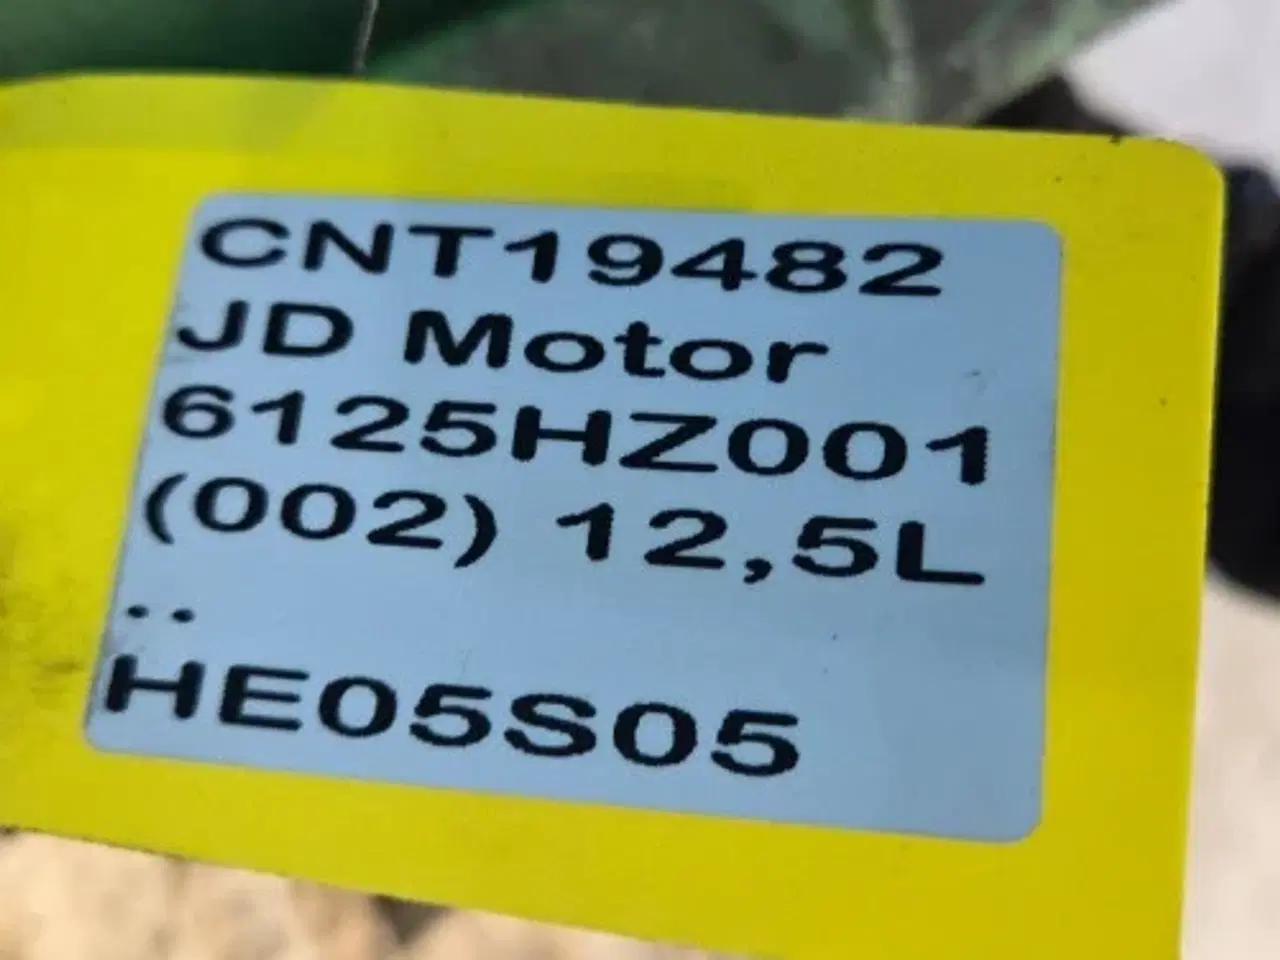 CNT19482
JD Motor
6125HZ001
(002) 12,5L
..
HE05S05